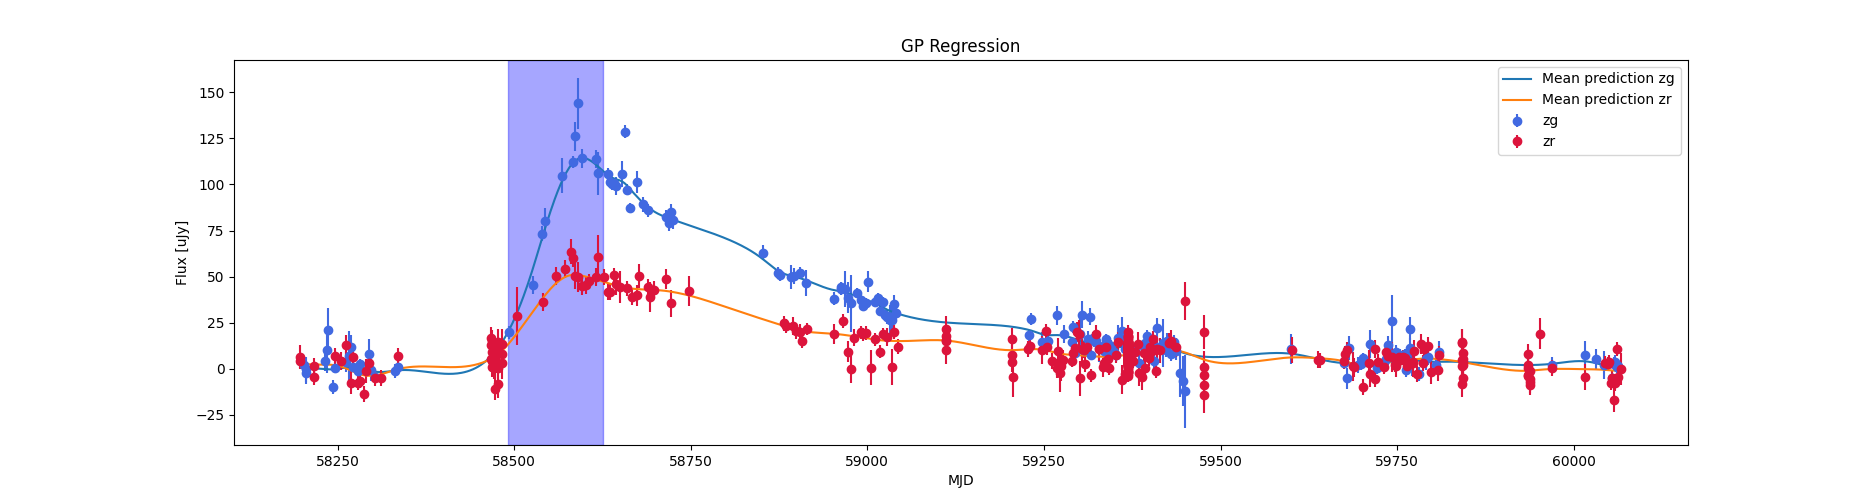 GP Regression
Mean prediction zg
Mean prediction zr
zg
zr
Flux [uJy]
150
125
100
75
50
25
0
−25
58250
58500
58750
59000
59250
59500
59750
60000
MJD